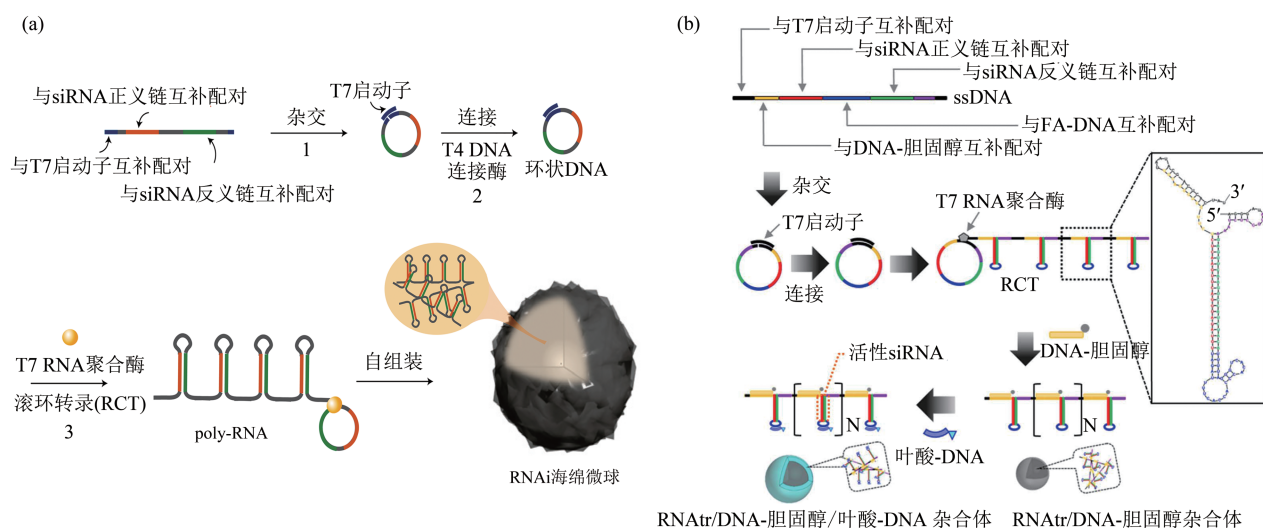 (a)
T7启动子
与siRNA正义链互补配对
杂交
1
连接
T4 DNA
连接酶
2
环状DNA
与T7启动子互补配对
与siRNA反义链互补配对
T7 RNA聚合酶
滚环转录(RCT)
3
poly-RNA
自组装
RNAi海绵微球
(b)
与T7启动子互补配对
与siRNA正义链互补配对
与siRNA反义链互补配对
ssDNA
与FA-DNA互补配对
与DNA-胆固醇互补配对
杂交
T7启动子
T7 RNA聚合酶
连接
RCT
3′
5′
DNA-胆固醇
活性siRNA
N
N
叶酸-DNA
RNAtr/DNA-胆固醇/叶酸-DNA 杂合体
RNAtr/DNA-胆固醇杂合体